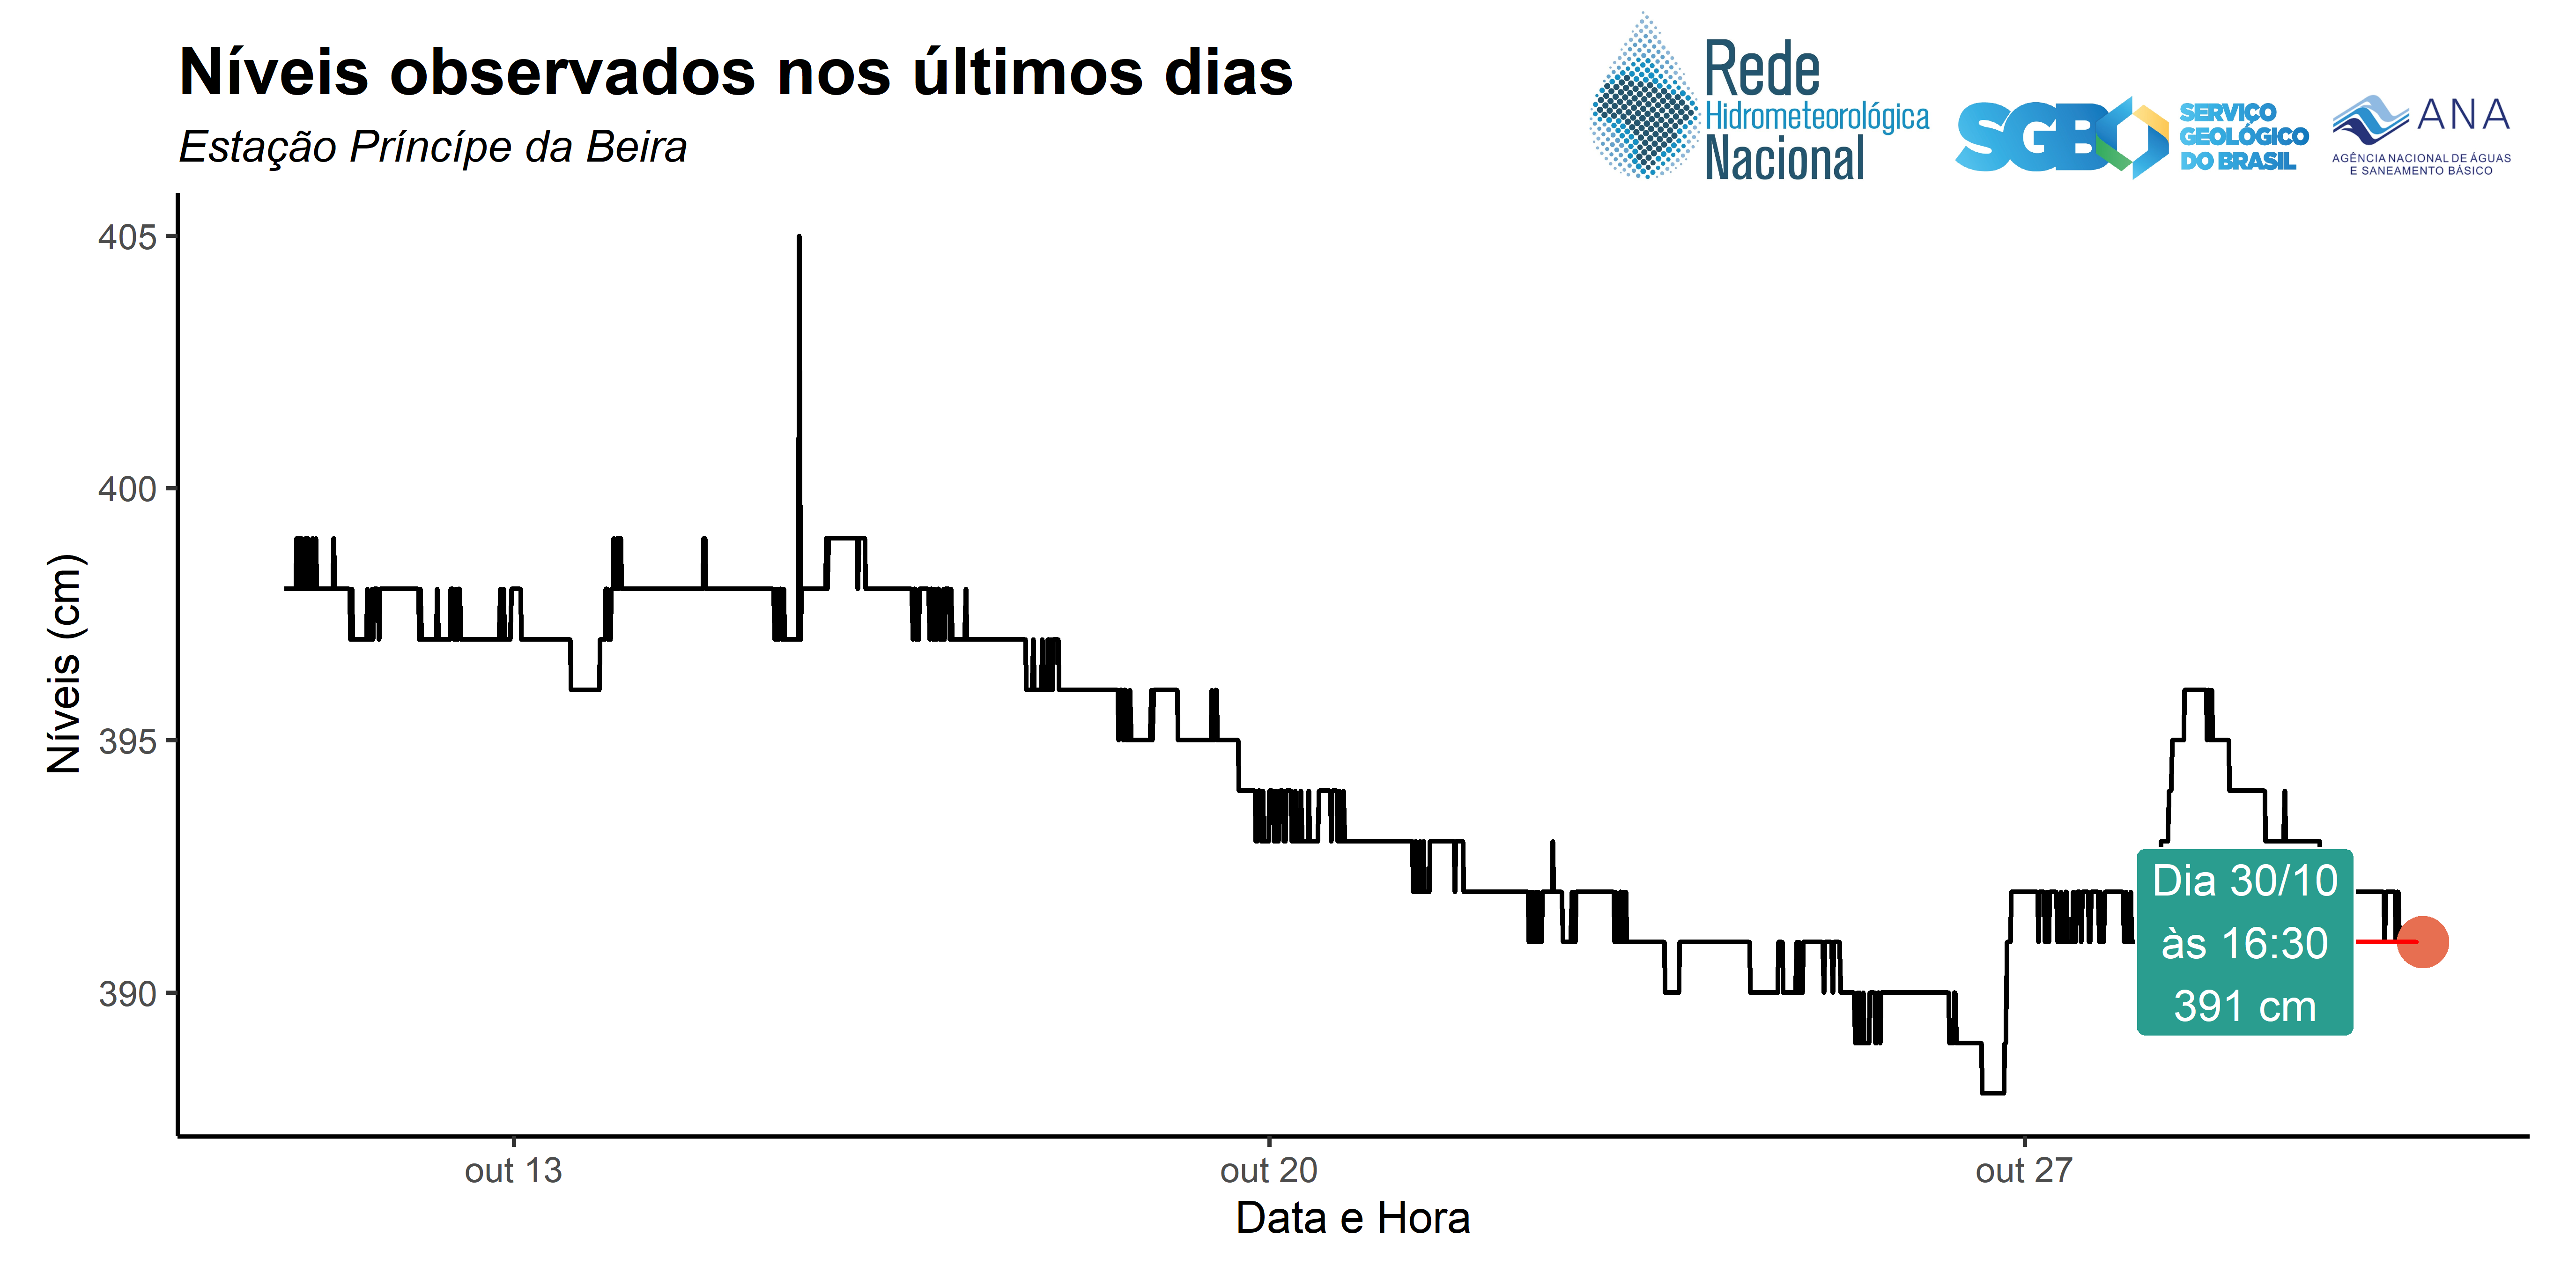 Níveis observados nos últimos dias
Estação Príncípe da Beira
Rede
Hidrometeorológica
Nacional
SGB
SERVIÇO
GEOLÓGICO
DO BRASIL
ANA
AGÊNCIA NACIONAL DE ÁGUAS
E SANEAMENTO BÁSICO
Níveis (cm)
405
400
395
390
Dia 30/10
às 16:30
391 cm
out 13
out 20
out 27
Data e Hora